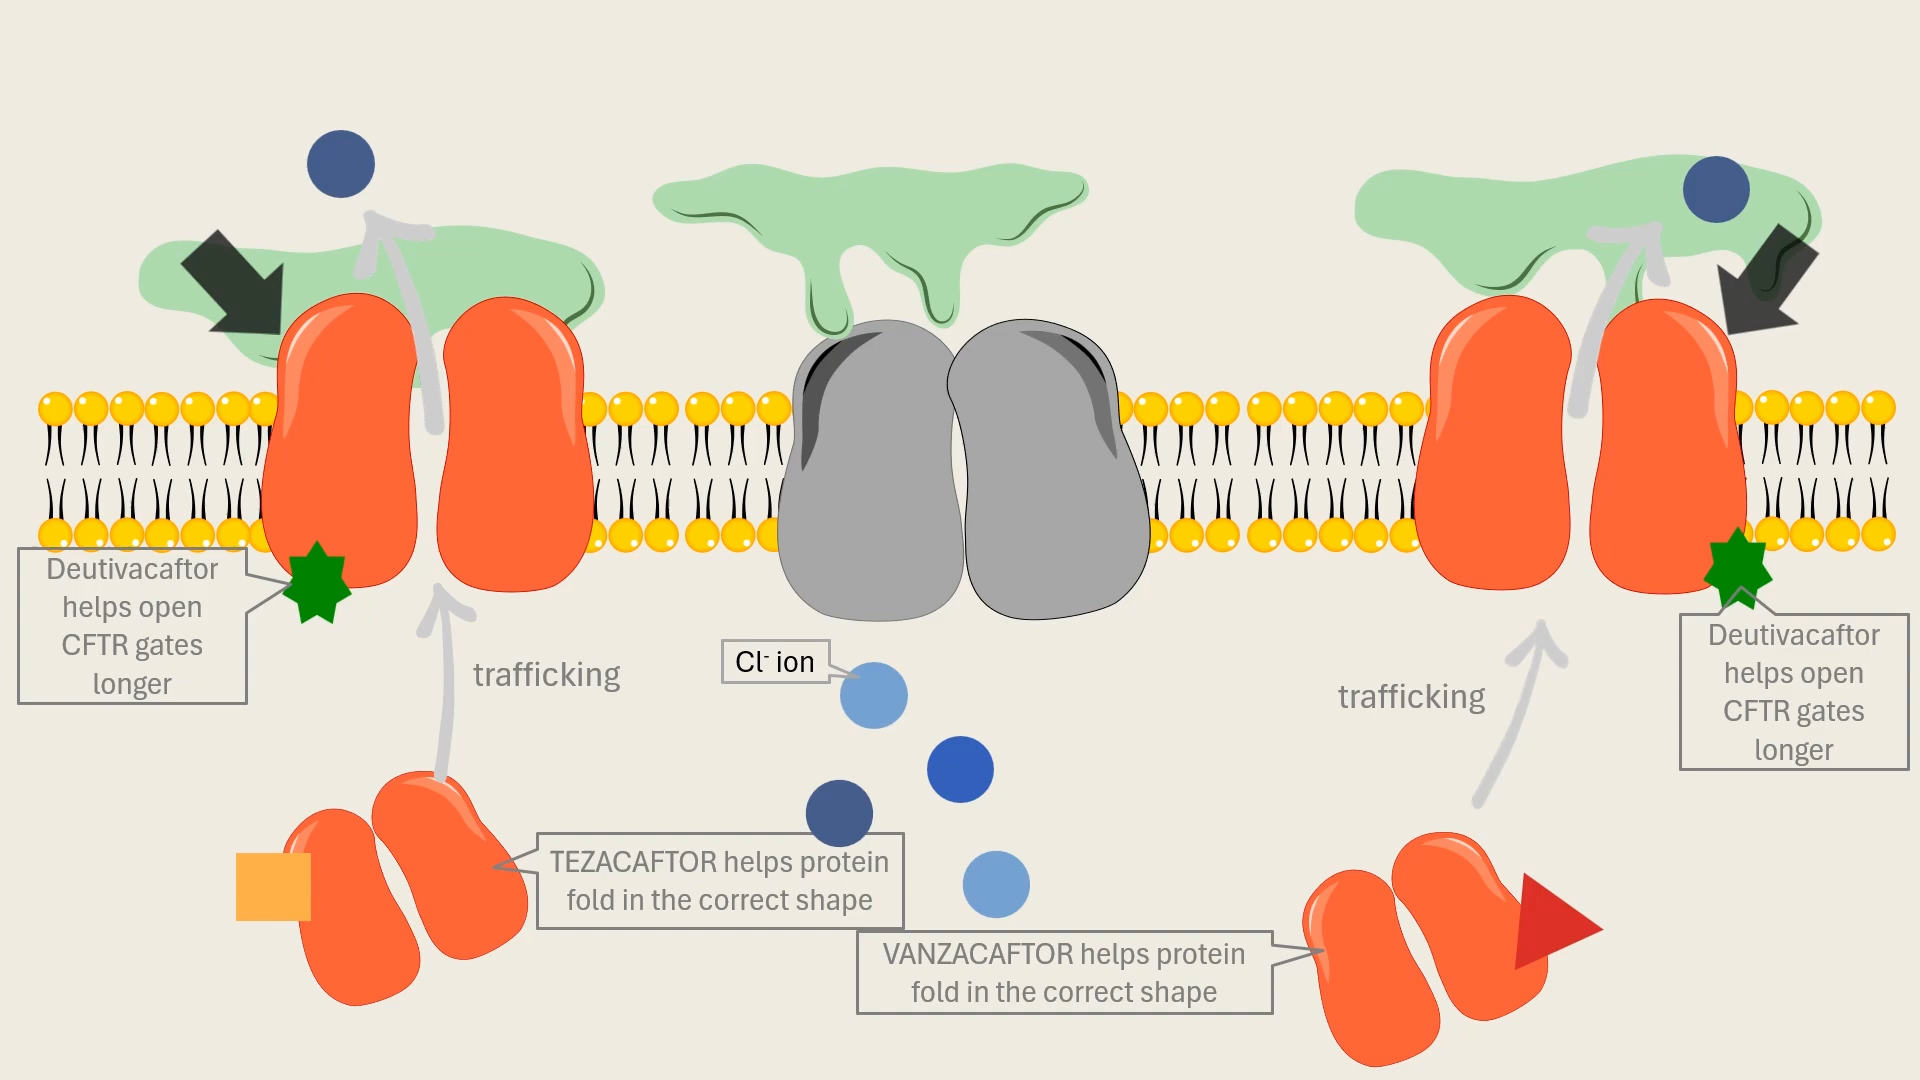 Deutivacaftor
helps open
CFTR gates
longer
trafficking
Cl- ion
trafficking
Deutivacaftor
helps open
CFTR gates
longer
TEZACAFTOR helps protein
fold in the correct shape
VANZACAFTOR helps protein
fold in the correct shape